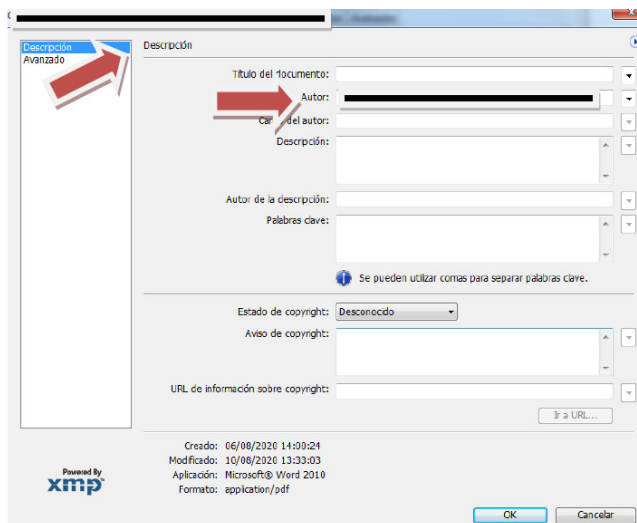 Descripción
Avanzado
Descripción
Título del documento:
Autor:
del autor:
Descripción:
Autor de la descripción:
Palabras clave:
Se pueden utilizar comas para separar palabras clave.
Estado de copyright: Desconocido
Aviso de copyright:
URL de información sobre copyright:
Ir a URL...
Creado: 06/08/2020 14:00:24
Modificado: 10/08/2020 13:33:03
Aplicación: Microsoft® Word 2010
Formato: application/pdf
Powered By
xmp
OK
Cancelar